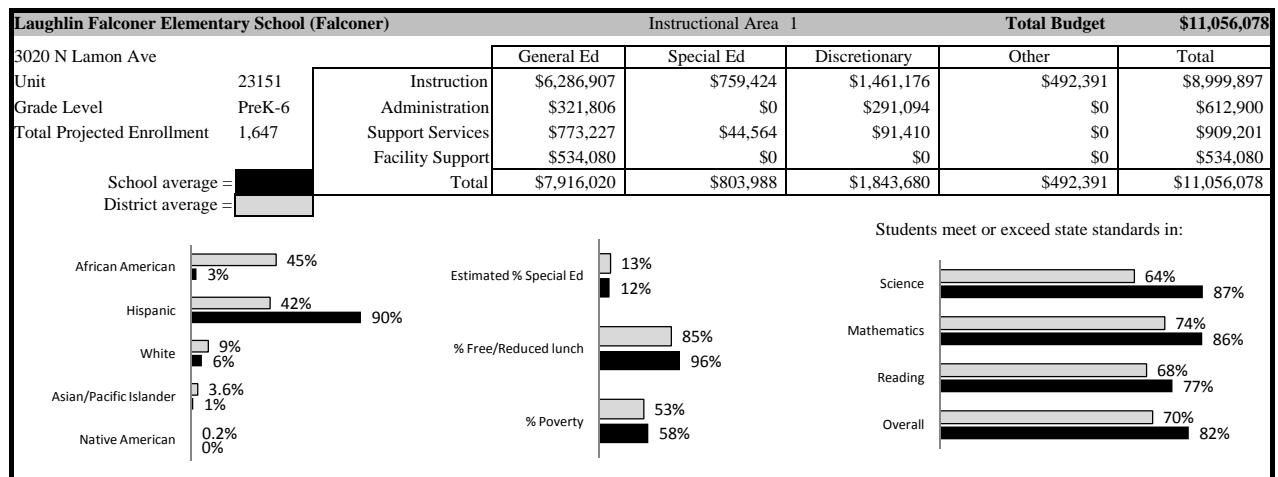 Laughlin Falconer Elementary School (Falconer) Instructional Area 1 Total Budget $11,056,078
3020 N Lamon Ave General Ed Special Ed Discretionary Other Total
Unit 23151 Instruction $6,286,907 $759,424 $1,461,176 $492,391 $8,999,897
Grade Level PreK-6 Administration $321,806 $0 $291,094 $0 $612,900
Total Projected Enrollment 1,647 Support Services $773,227 $44,564 $91,410 $0 $909,201
Facility Support $534,080 $0 $0 $0 $534,080
School average = Total $7,916,020 $803,988 $1,843,680 $492,391 $11,056,078
District average =
African American 45%
3%
Hispanic 42%
90%
White 9%
6%
Asian/Pacific Islander 3.6%
1%
Native American 0.2%
0%
Estimated % Special Ed 13%
12%
% Free/Reduced lunch 85%
96%
% Poverty 53%
58%
Students meet or exceed state standards in:
Science 64%
87%
Mathematics 74%
86%
Reading 68%
77%
Overall 70%
82%